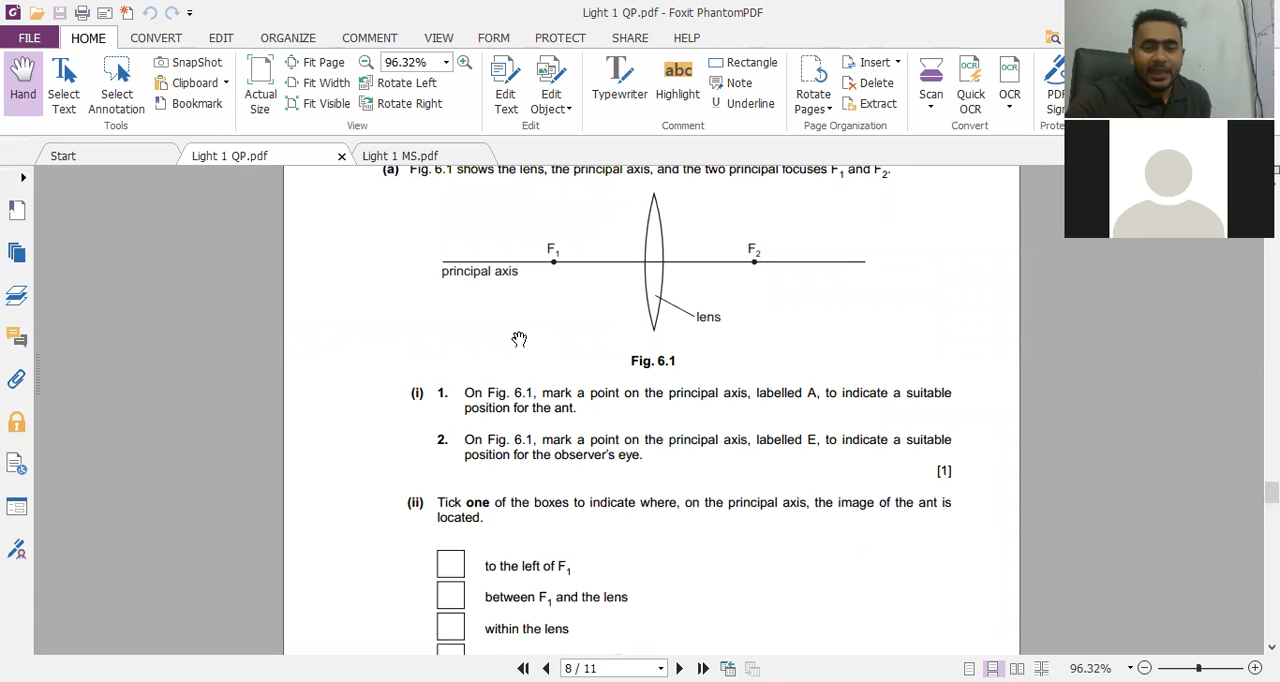 Light 1 QP.pdf - Foxit PhantomPDF
FILE HOME CONVERT EDIT ORGANIZE COMMENT VIEW FORM PROTECT SHARE HELP
Hand
Select Text
Select Annotation
SnapShot
Clipboard
Bookmark
Tools
Actual Size
Fit Page
Fit Width
Fit Visible
96.32%
Rotate Left
Rotate Right
View
Edit Text
Edit Object
Edit
Typewriter
abc
Highlight
Rectangle
Note
Underline
Comment
Rotate Pages
Insert
Delete
Extract
Page Organization
Scan
OCR
Quick OCR
OCR
OCR
Convert
PDF
Sign
Prote
Start
Light 1 QP.pdf
Light 1 MS.pdf
(a) Fig. 6.1 shows the lens, the principal axis, and the two principal focuses F1 and F2.
F1
F2
principal axis
lens
Fig. 6.1
(i) 1. On Fig. 6.1, mark a point on the principal axis, labelled A, to indicate a suitable
position for the ant.
2. On Fig. 6.1, mark a point on the principal axis, labelled E, to indicate a suitable
position for the observer's eye.
[1]
(ii) Tick one of the boxes to indicate where, on the principal axis, the image of the ant is
located.
to the left of F1
between F1 and the lens
within the lens
8 / 11
96.32%